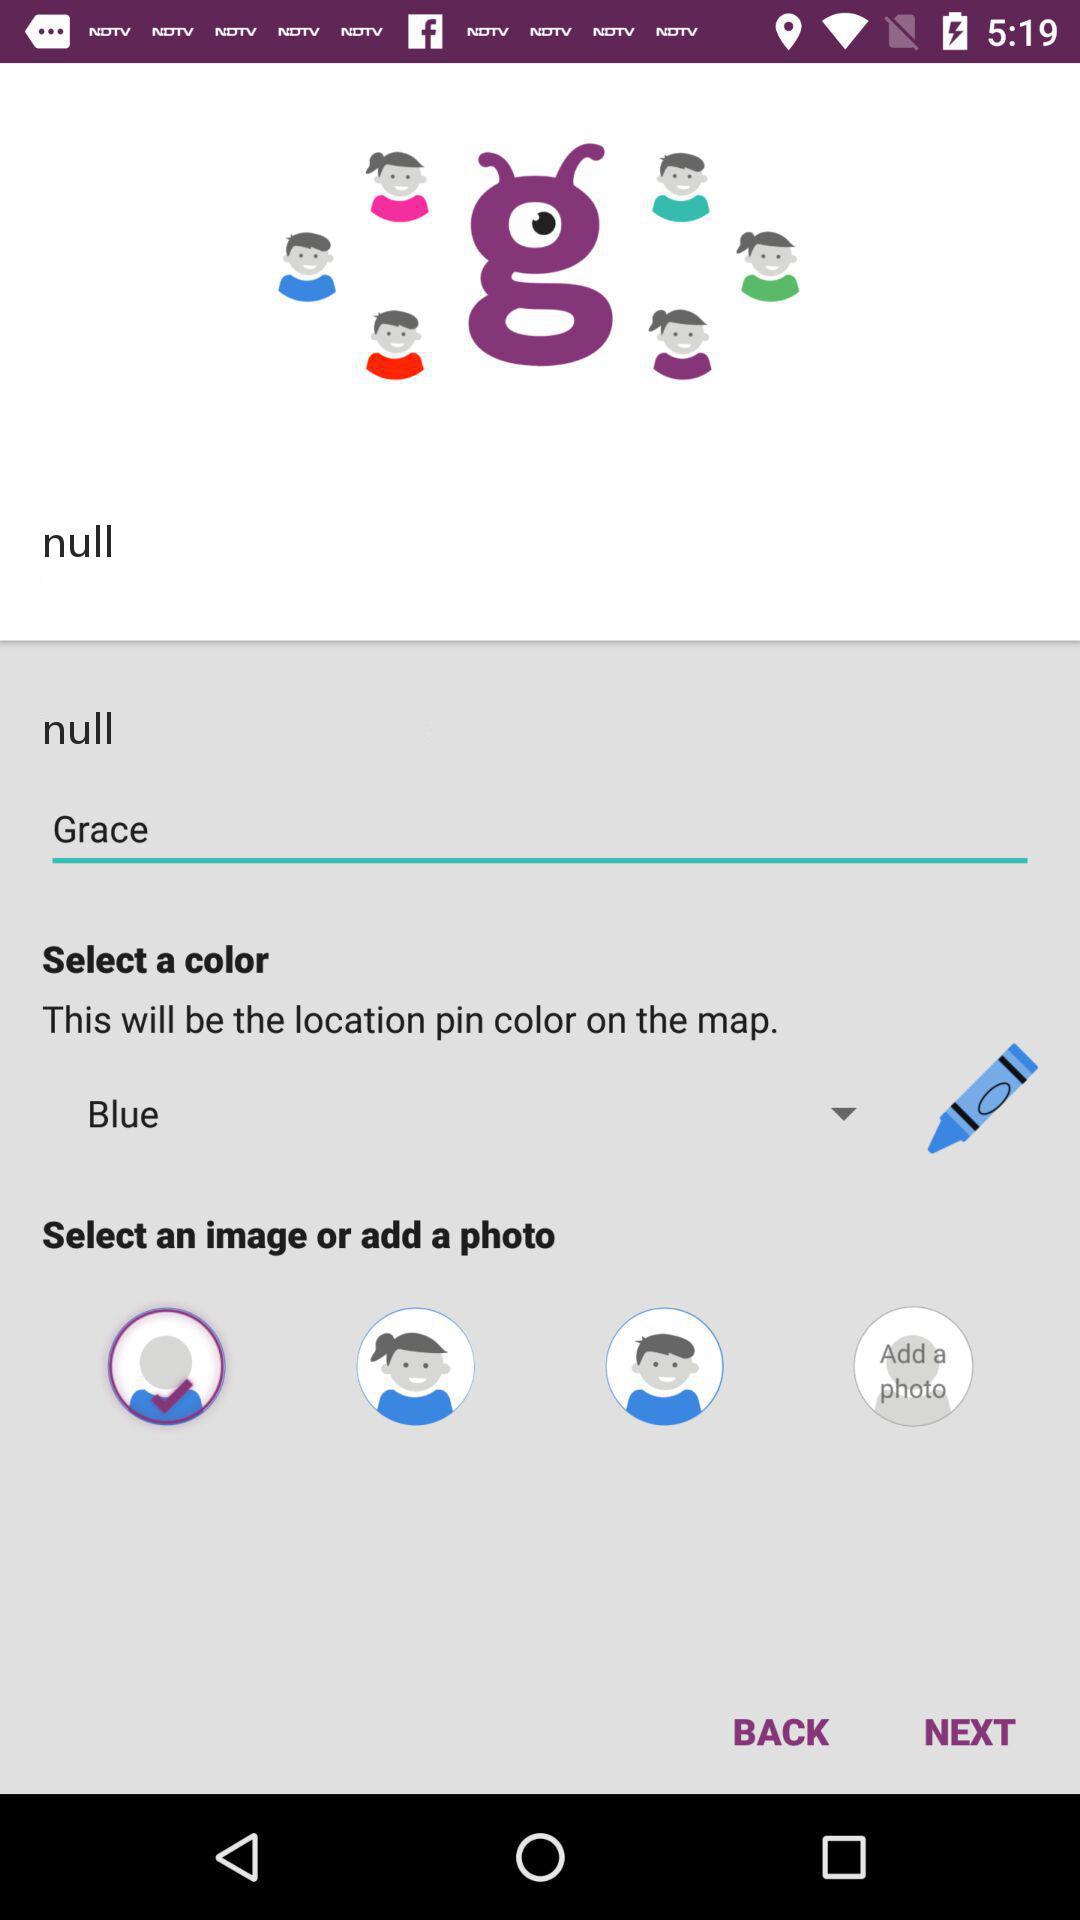 NDTV NDTV NDTV NDTV NDTV NDTV NDTV NDTV NDTV 5:19
g
null
null
Grace
Select a color
This will be the location pin color on the map.
Blue
Select an image or add a photo
Add a
photo
BACK NEXT